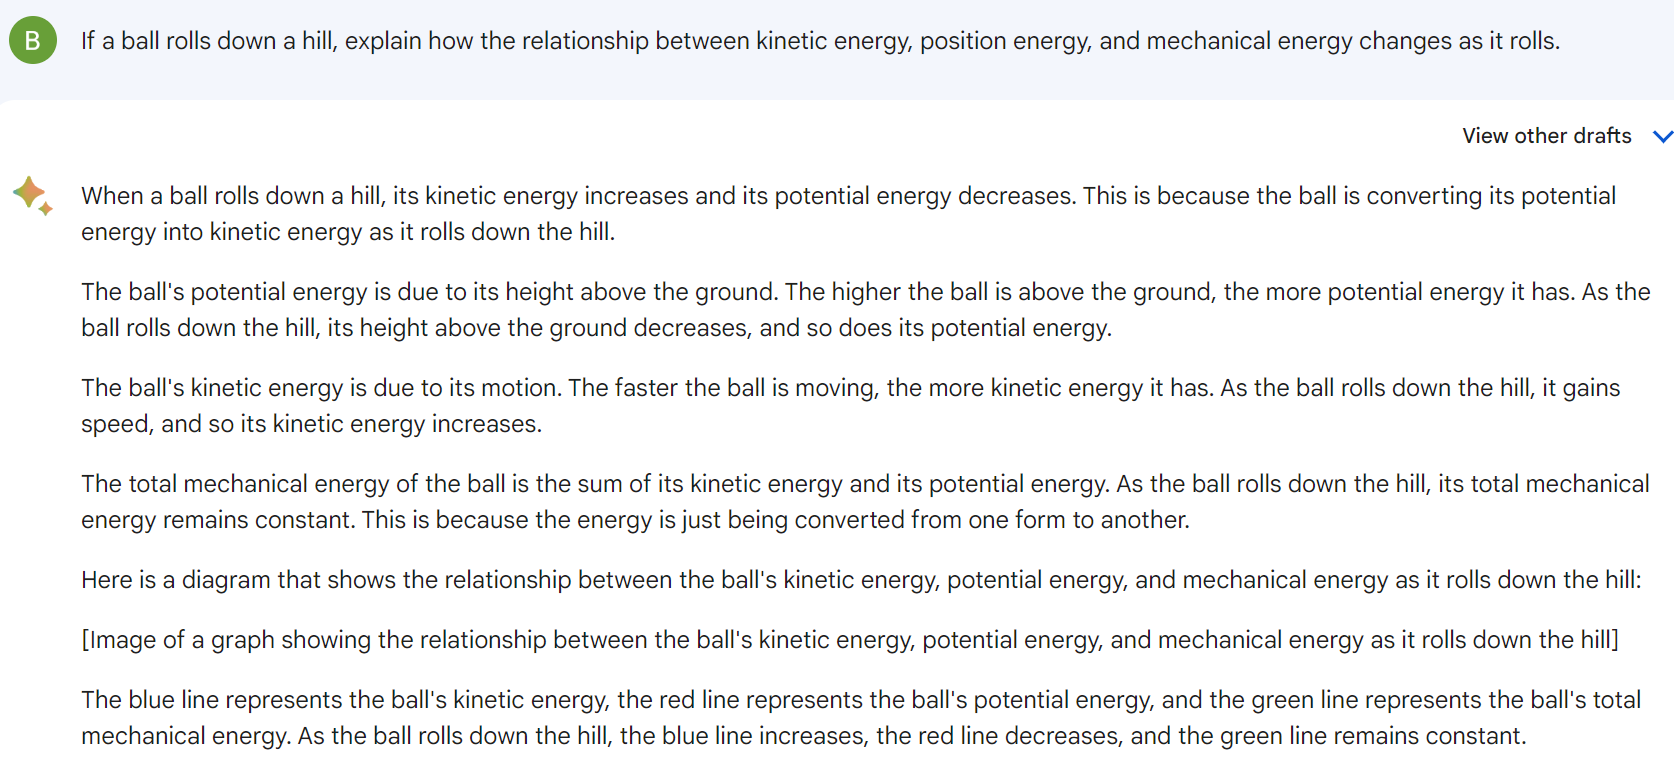 B
If a ball rolls down a hill, explain how the relationship between kinetic energy, position energy, and mechanical energy changes as it rolls.
View other drafts
When a ball rolls down a hill, its kinetic energy increases and its potential energy decreases. This is because the ball is converting its potential
energy into kinetic energy as it rolls down the hill.
The ball's potential energy is due to its height above the ground. The higher the ball is above the ground, the more potential energy it has. As the
ball rolls down the hill, its height above the ground decreases, and so does its potential energy.
The ball's kinetic energy is due to its motion. The faster the ball is moving, the more kinetic energy it has. As the ball rolls down the hill, it gains
speed, and so its kinetic energy increases.
The total mechanical energy of the ball is the sum of its kinetic energy and its potential energy. As the ball rolls down the hill, its total mechanical
energy remains constant. This is because the energy is just being converted from one form to another.
Here is a diagram that shows the relationship between the ball's kinetic energy, potential energy, and mechanical energy as it rolls down the hill:
[Image of a graph showing the relationship between the ball's kinetic energy, potential energy, and mechanical energy as it rolls down the hill]
The blue line represents the ball's kinetic energy, the red line represents the ball's potential energy, and the green line represents the ball's total
mechanical energy. As the ball rolls down the hill, the blue line increases, the red line decreases, and the green line remains constant.